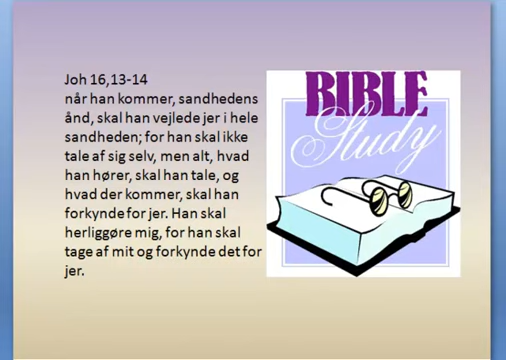 Joh 16,13-14
når han kommer, sandhedens
ånd, skal han vejlede jer i hele
sandheden; for han skal ikke
tale af sig selv, men alt, hvad
han hører, skal han tale, og
hvad der kommer, skal han
forkynde for jer. Han skal
herliggøre mig, for han skal
tage af mit og forkynde det for
jer.
BIBLE
Study